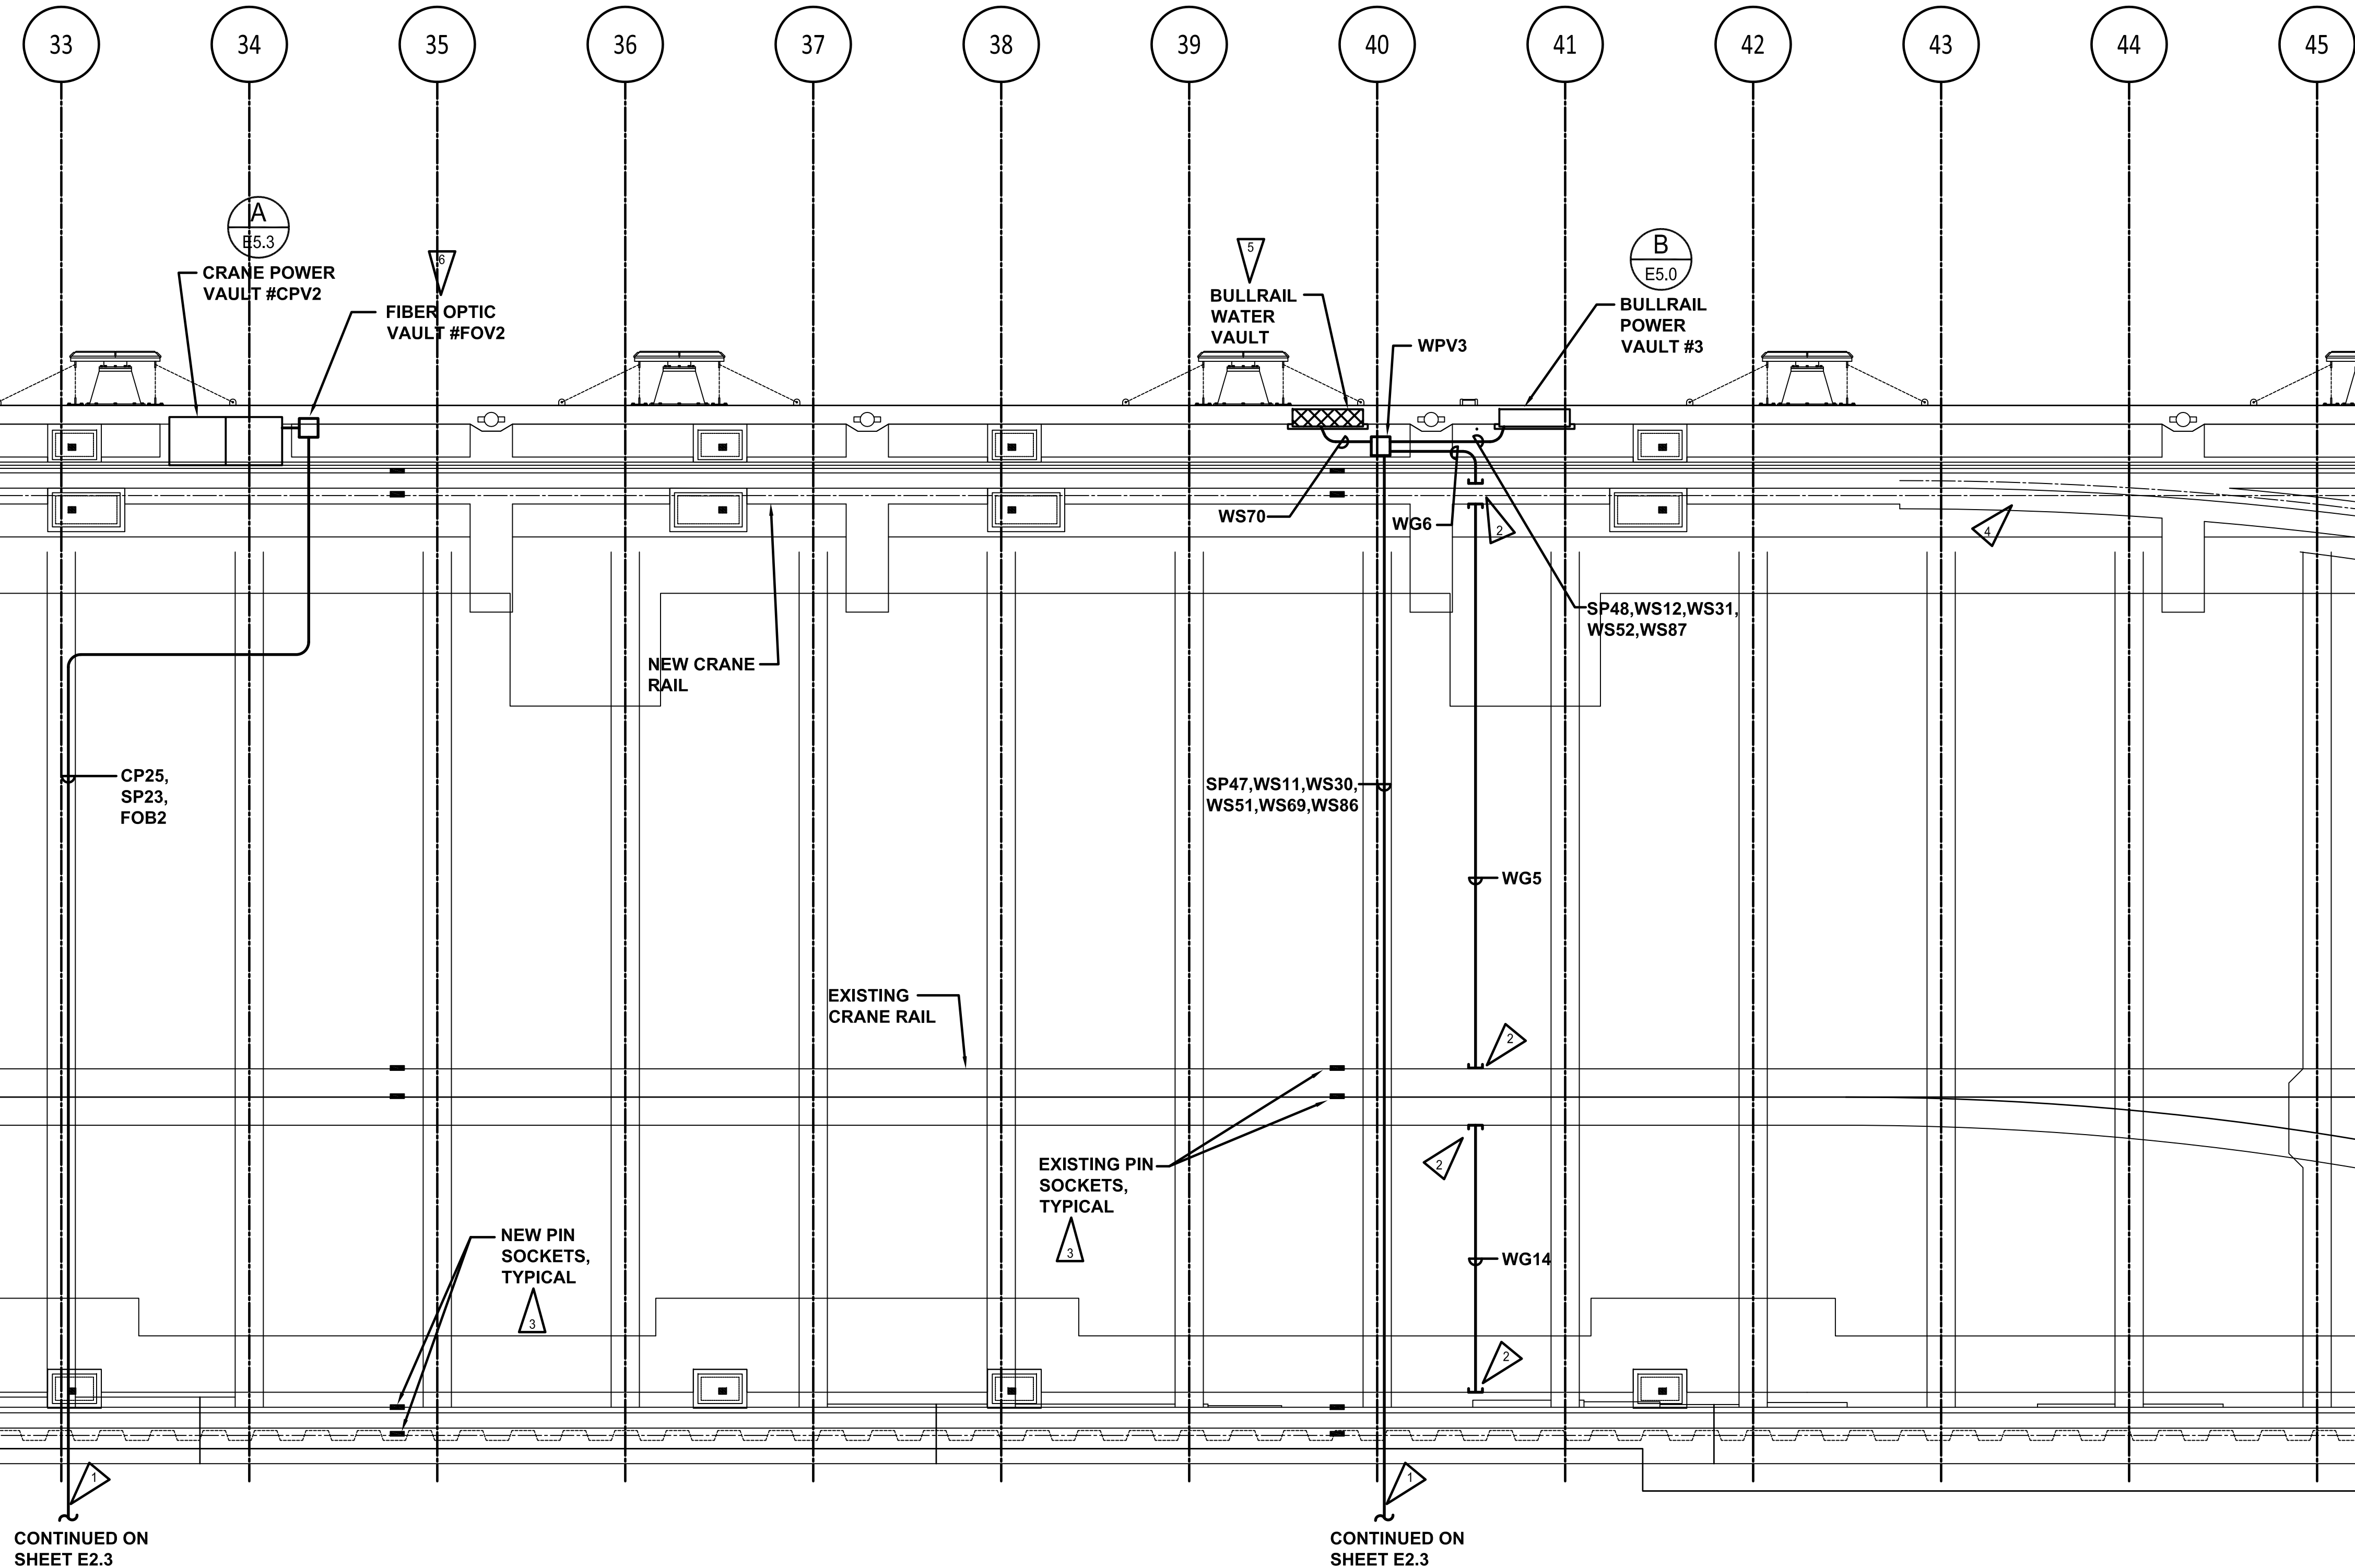 33
34
35
36
37
38
39
40
41
42
43
44
45
A
E5.3
CRANE POWER
VAULT #CPV2
6
FIBER OPTIC
VAULT #FOV2
5
BULLRAIL
WATER
VAULT
WPV3
B
E5.0
BULLRAIL
POWER
VAULT #3
WS70
WG6
2
4
SP48,WS12,WS31,
WS52,WS87
NEW CRANE
RAIL
CP25,
SP23,
FOB2
SP47,WS11,WS30,
WS51,WS69,WS86
WG5
EXISTING
CRANE RAIL
2
EXISTING PIN
SOCKETS,
TYPICAL
3
2
NEW PIN
SOCKETS,
TYPICAL
3
WG14
2
1
CONTINUED ON
SHEET E2.3
1
CONTINUED ON
SHEET E2.3